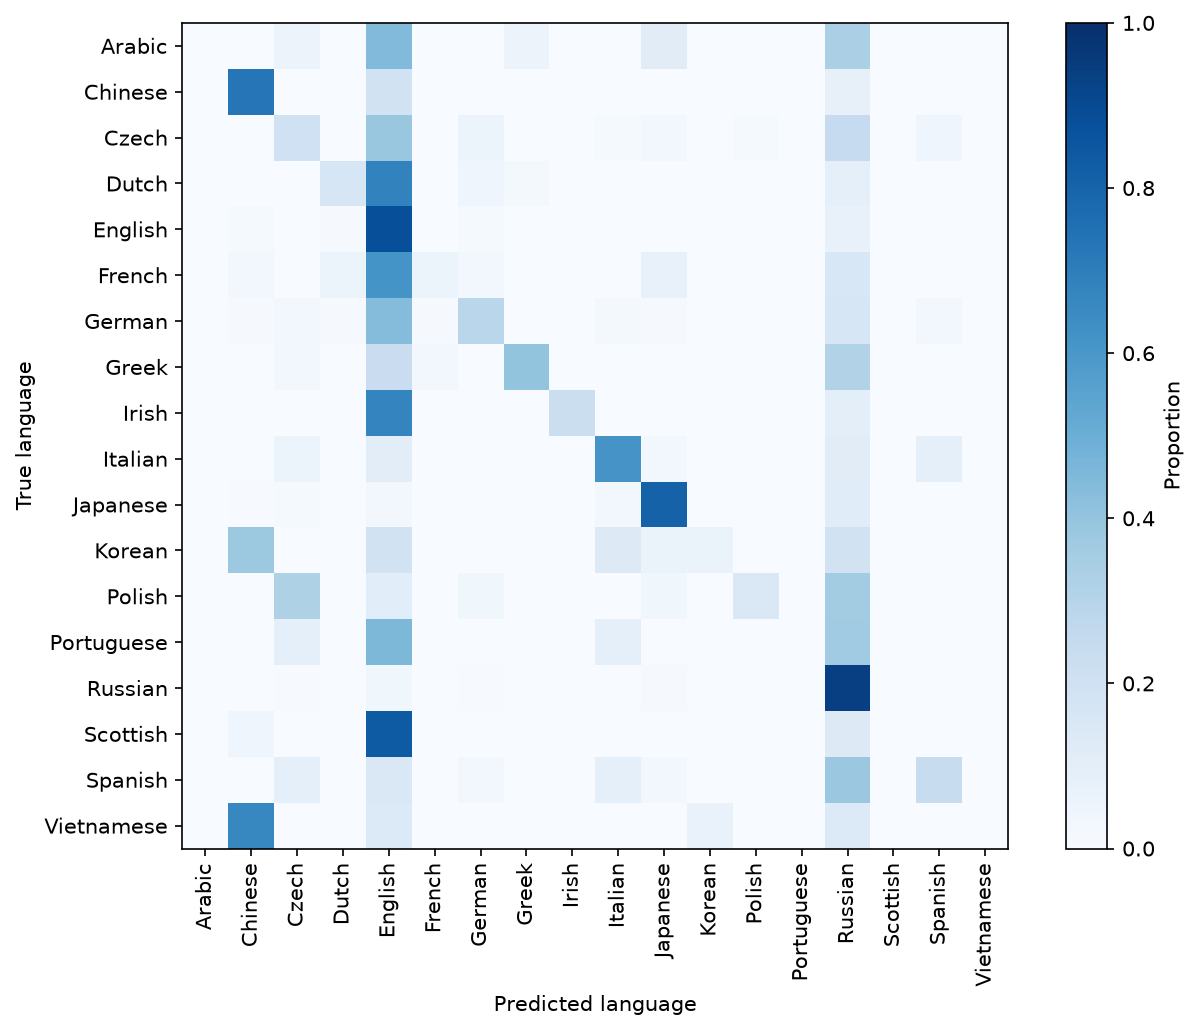 Arabic
Chinese
Czech
Dutch
English
French
German
Greek
Irish
Italian
Japanese
Korean
Polish
Portuguese
Russian
Scottish
Spanish
Vietnamese
True language
Arabic
Chinese
Czech
Dutch
English
French
German
Greek
Irish
Italian
Japanese
Korean
Polish
Portuguese
Russian
Scottish
Spanish
Vietnamese
Predicted language
1.0
0.8
0.6
0.4
0.2
0.0
Proportion